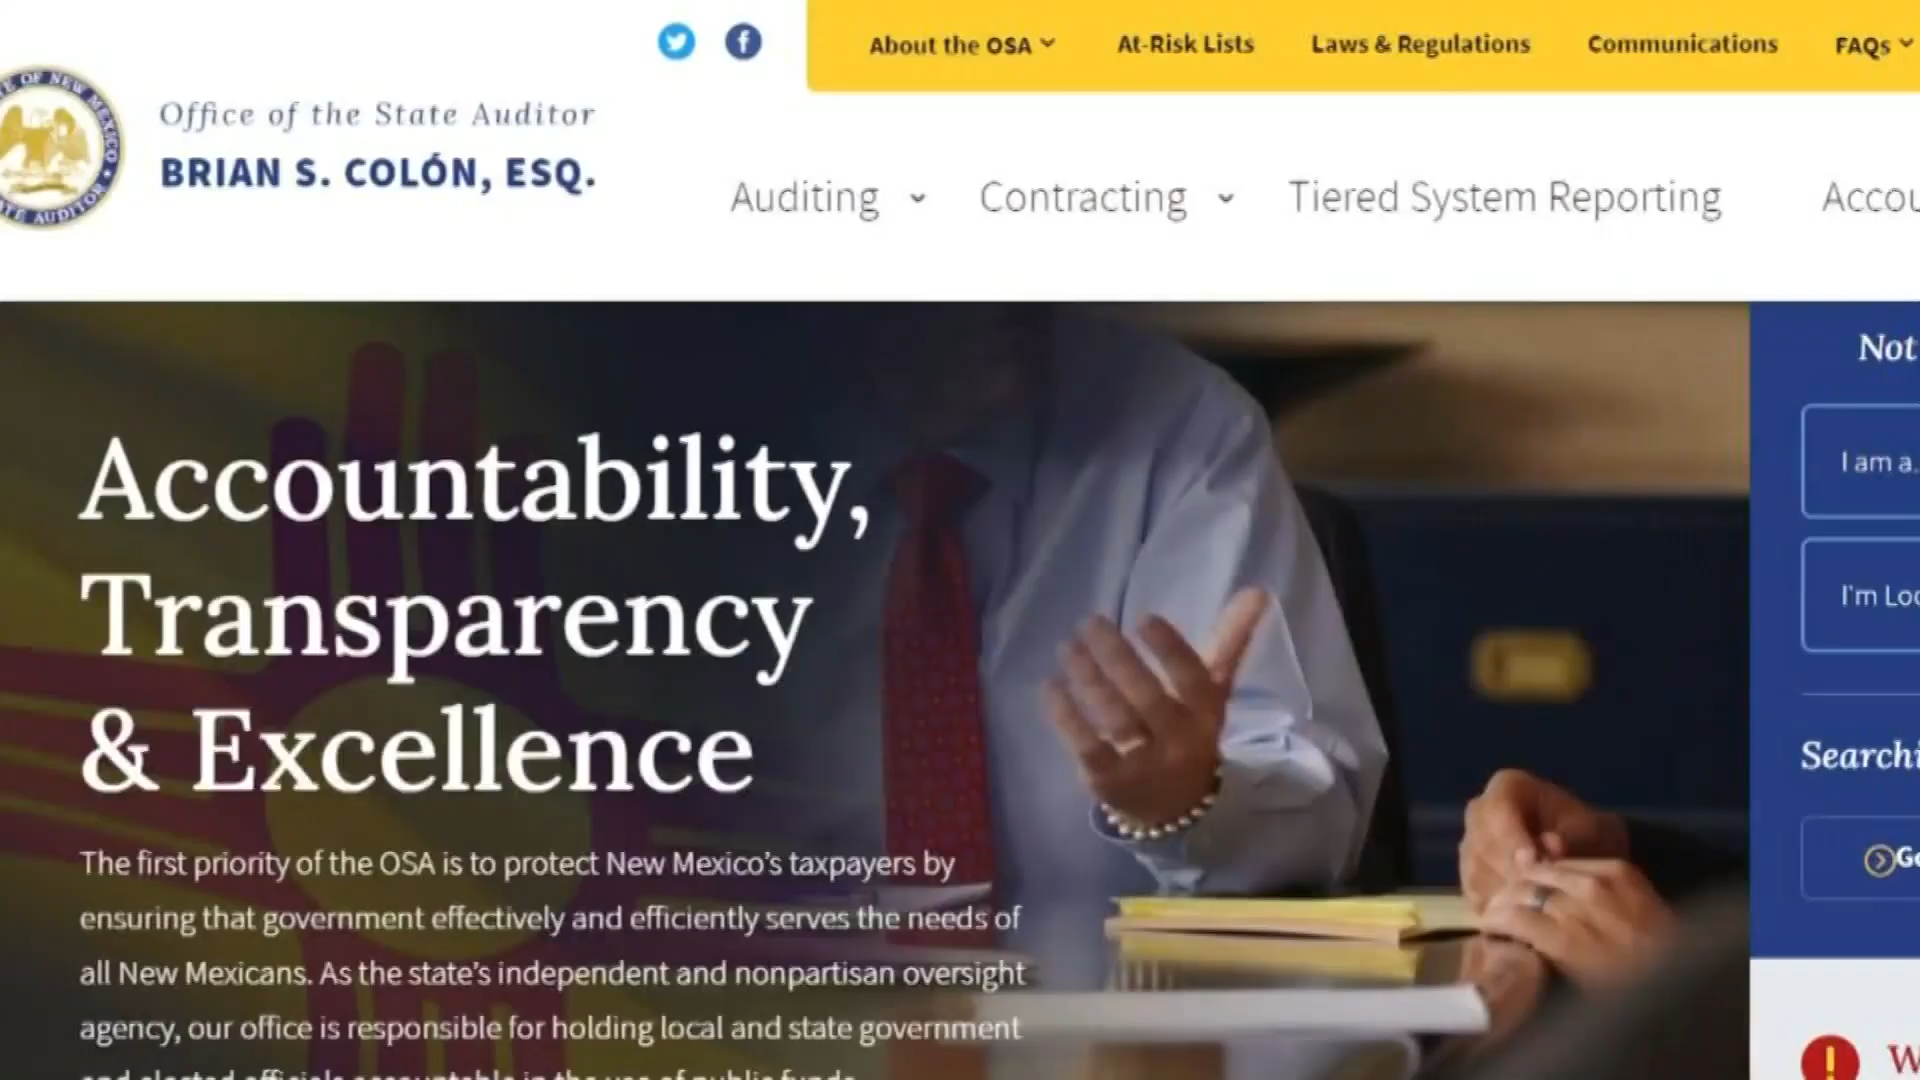 About the OSA
At-Risk Lists
Laws & Regulations
Communications
FAQs
Office of the State Auditor
BRIAN S. COLÓN, ESQ.
Auditing
Contracting
Tiered System Reporting
Accountability,
Transparency
& Excellence
The first priority of the OSA is to protect New Mexico's taxpayers by
ensuring that government effectively and efficiently serves the needs of
all New Mexicans. As the state's independent and nonpartisan oversight
agency, our office is responsible for holding local and state government
Not
I am a..
I'm